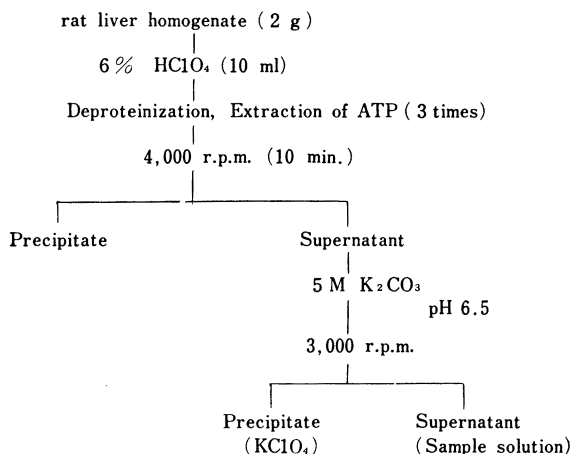 rat liver homogenate ( 2 g )
6% HClO₄ (10 ml)
Deproteinization, Extraction of ATP ( 3 times)
4,000 r.p.m. (10 min.)
Precipitate Supernatant
5 M K₂CO₃
pH 6.5
3,000 r.p.m.
Precipitate Supernatant
(KClO₄) (Sample solution)